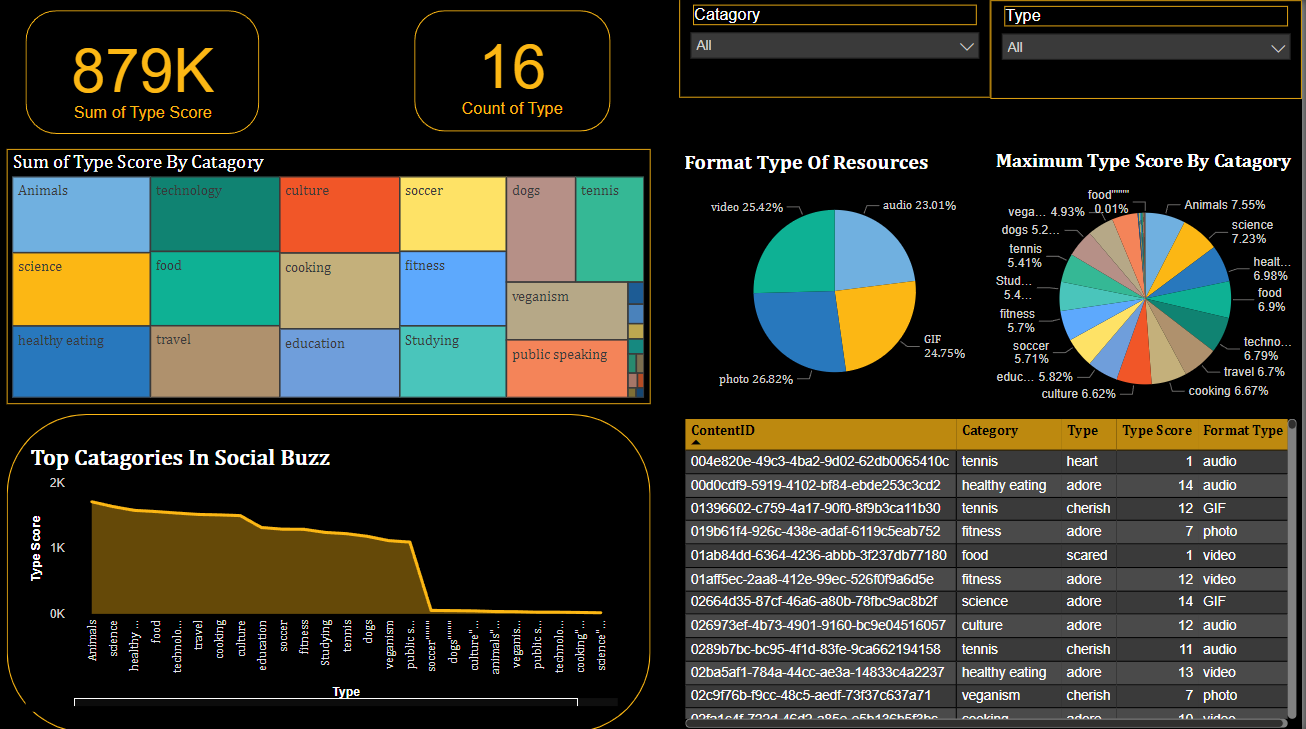 879K
Sum of Type Score
16
Count of Type
Catagory
All
Type
All
Sum of Type Score By Catagory
Animals
technology
culture
soccer
dogs
tennis
science
food
cooking
fitness
veganism
healthy eating
travel
education
Studying
public speaking
Format Type Of Resources
video 25.42%
audio 23.01%
GIF
24.75%
photo 26.82%
Maximum Type Score By Catagory
food""""
0.01%
Animals 7.55%
science
7.23%
healt...
6.98%
food
6.9%
techno...
6.79%
travel 6.7%
cooking 6.67%
culture 6.62%
educ... 5.82%
soccer
5.71%
fitness
5.7%
Stud...
5.4...
tennis
5.41%
dogs 5.2...
vega... 4.93%
Top Catagories In Social Buzz
2K
1K
0K
Type Score
Animals
science
healthy ...
food
technolo...
travel
cooking
culture
education
soccer
fitness
Studying
tennis
dogs
veganism
public s...
soccer""""
dogs""""
culture"...
animals"...
veganis...
public s...
technolo...
cooking"...
science"...
Type
ContentID Category Type Type Score Format Type
004e820e-49c3-4ba2-9d02-62db0065410c tennis heart 1 audio
00d0cdf9-5919-4102-bf84-ebde253c3cd2 healthy eating adore 14 audio
01396602-c759-4a17-90f0-8f9b3ca11b30 tennis cherish 12 GIF
019b61f4-926c-438e-adaf-6119c5eab752 fitness adore 7 photo
01ab84dd-6364-4236-abbb-3f237db77180 food scared 1 video
01aff5ec-2aa8-412e-99ec-526f0f9a6d5e fitness adore 12 video
02664d35-87cf-46a6-a80b-78fbc9ac8b2f science adore 14 GIF
026973ef-4b73-4901-9160-bc9e04516057 culture adore 12 audio
0289b7bc-bc95-4f1d-83fe-9ca662194158 tennis cherish 11 audio
02ba5af1-784a-44cc-ae3a-14833c4a2237 healthy eating adore 13 video
02c9f76b-f9cc-48c5-aedf-73f37c637a71 veganism cherish 7 photo
cooking adore 10 video